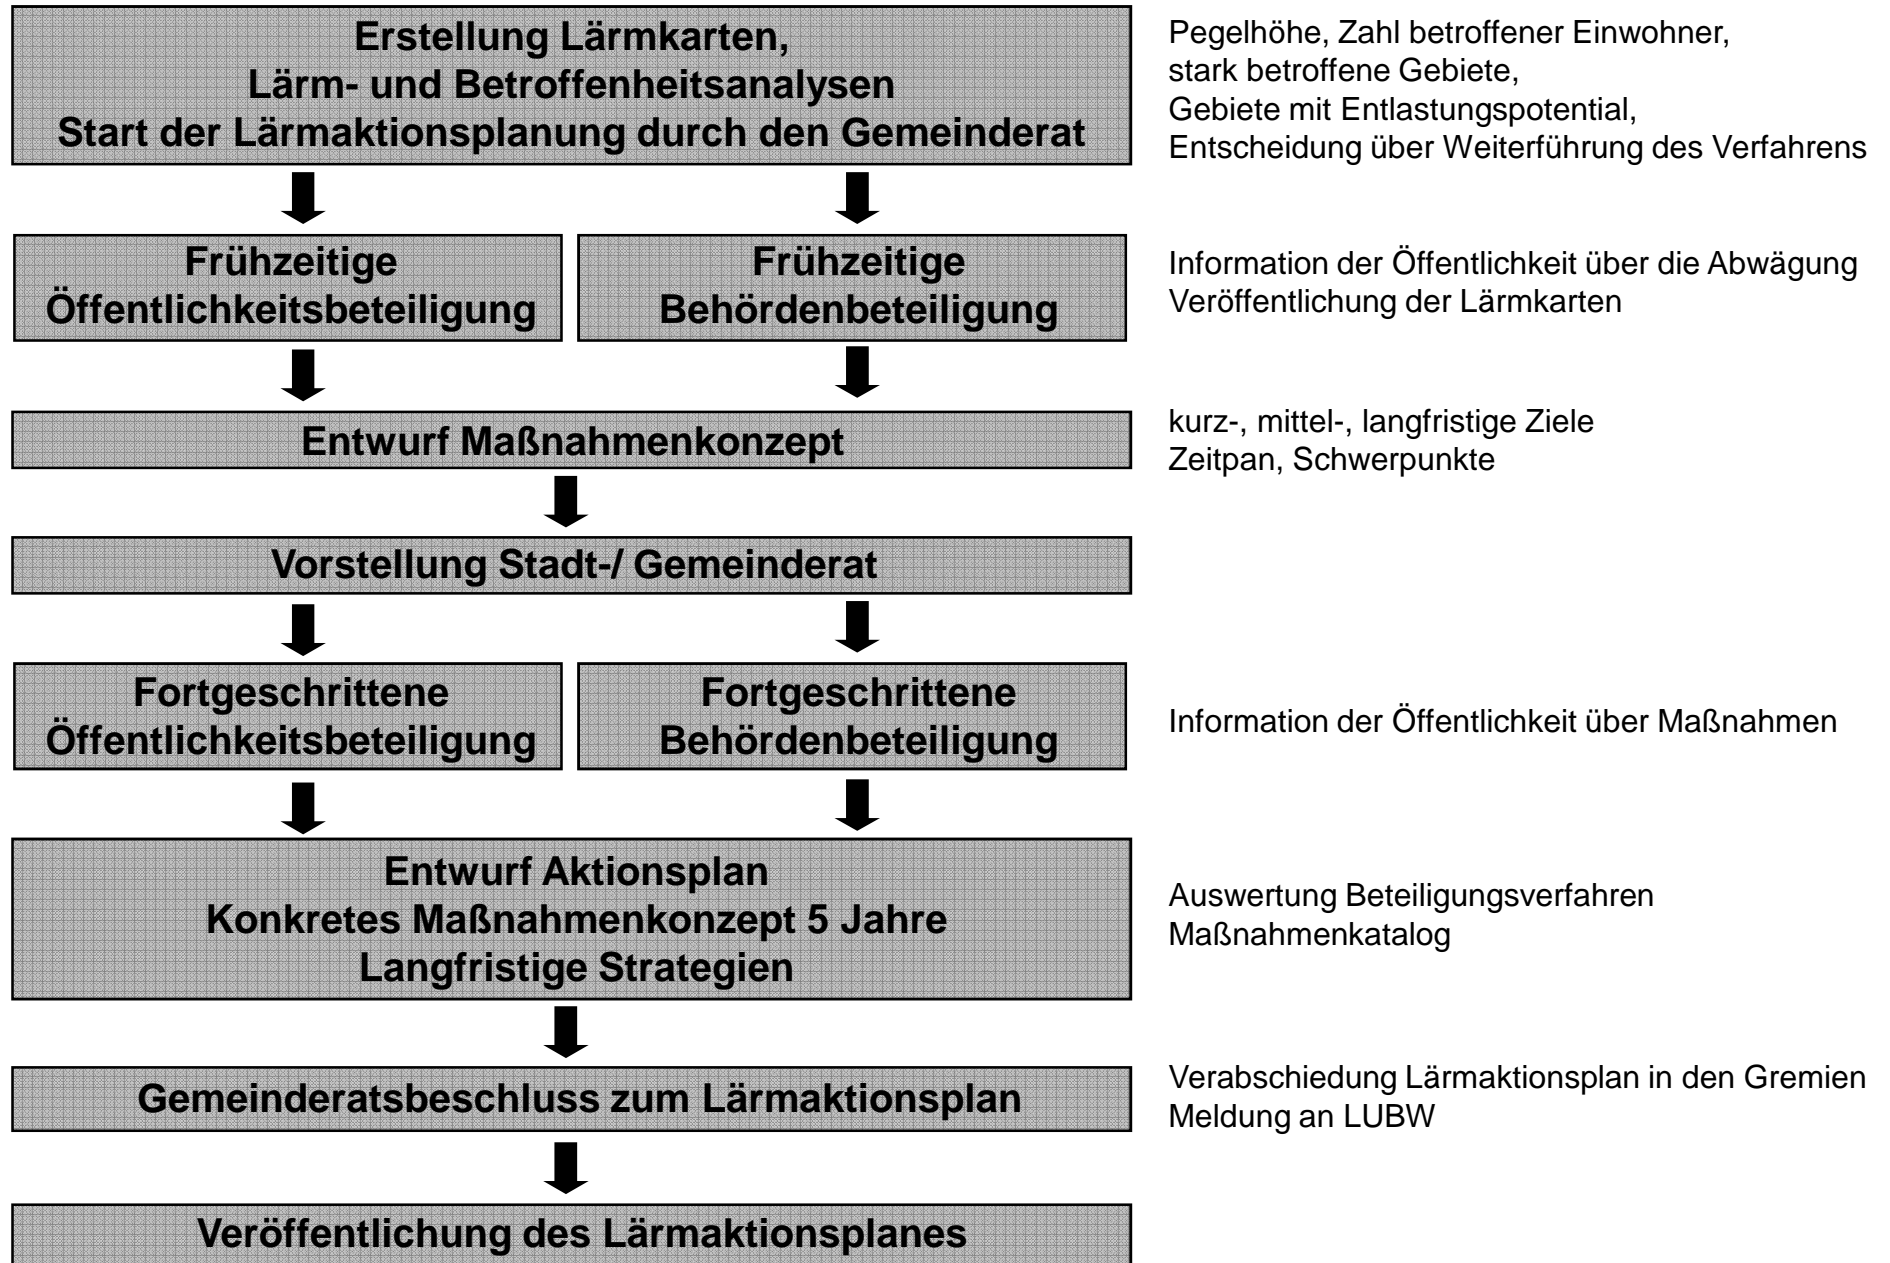 Erstellung Lärmkarten,
Lärm- und Betroffenheitsanalysen
Start der Lärmaktionsplanung durch den Gemeinderat
Pegelhöhe, Zahl betroffener Einwohner,
stark betroffene Gebiete,
Gebiete mit Entlastungspotential,
Entscheidung über Weiterführung des Verfahrens
Frühzeitige
Öffentlichkeitsbeteiligung
Frühzeitige
Behördenbeteiligung
Information der Öffentlichkeit über die Abwägung
Veröffentlichung der Lärmkarten
Entwurf Maßnahmenkonzept
kurz-, mittel-, langfristige Ziele
Zeitpan, Schwerpunkte
Vorstellung Stadt-/ Gemeinderat
Fortgeschrittene
Öffentlichkeitsbeteiligung
Fortgeschrittene
Behördenbeteiligung
Information der Öffentlichkeit über Maßnahmen
Entwurf Aktionsplan
Konkretes Maßnahmenkonzept 5 Jahre
Langfristige Strategien
Auswertung Beteiligungsverfahren
Maßnahmenkatalog
Gemeinderatsbeschluss zum Lärmaktionsplan
Verabschiedung Lärmaktionsplan in den Gremien
Meldung an LUBW
Veröffentlichung des Lärmaktionsplanes